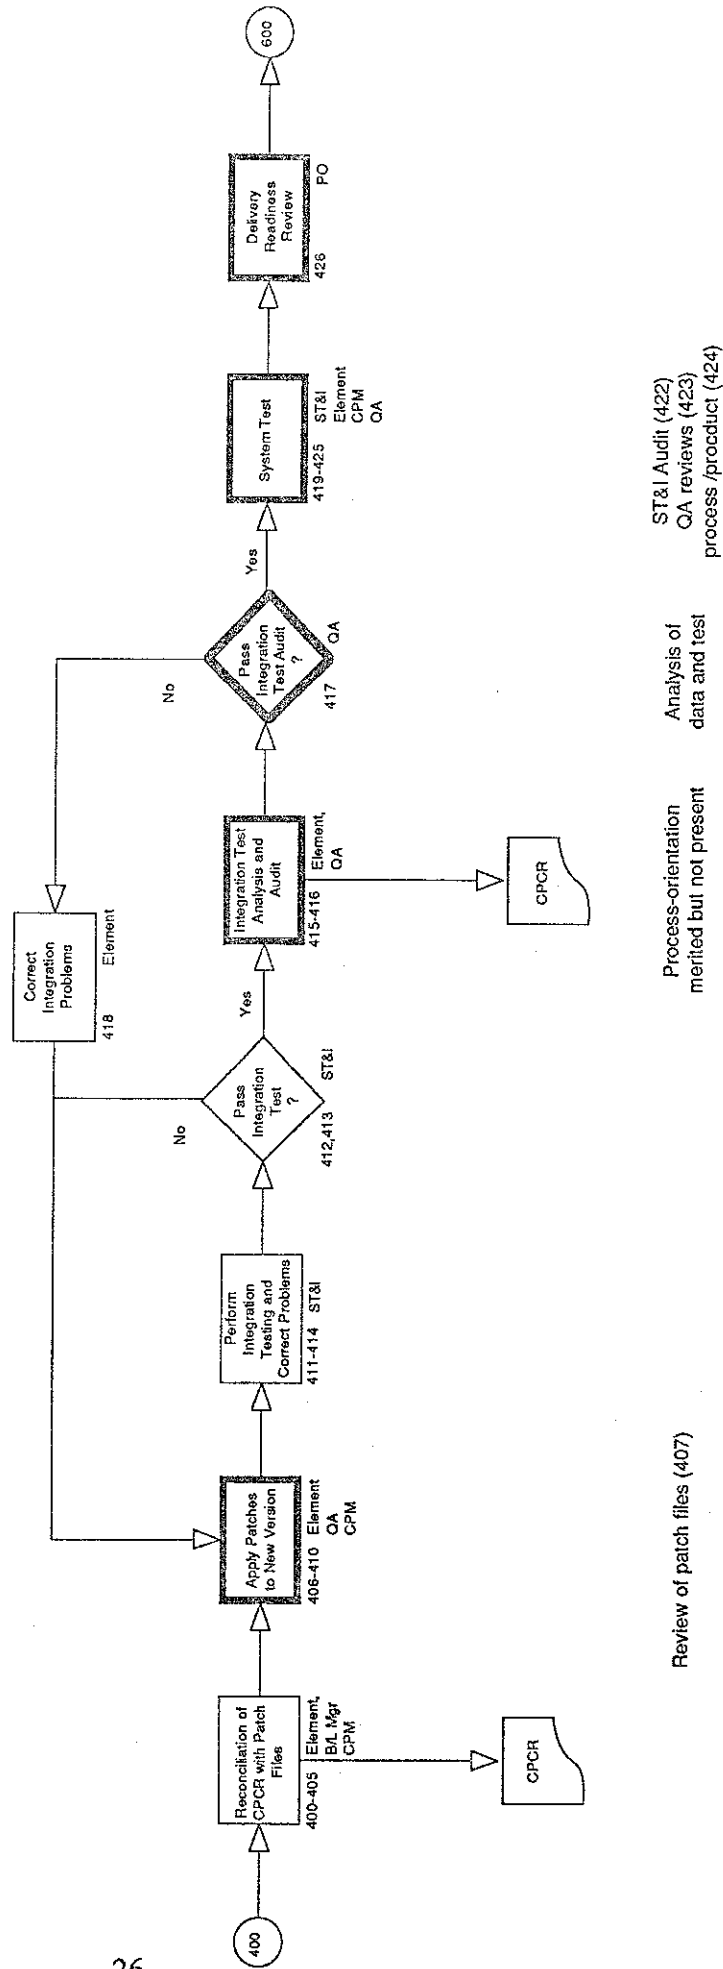 400
Reconciliation of
CPCR with Patch
Files
400-405
Element,
B/L Mgr
CPM
CPCR
Apply Patches
to New Version
406-410
Element
QA
CPM
Perform
Integration
Testing and
Correct Problems
411-414
ST&I
Pass
Integration
Test
?
412,413
ST&I
No
Yes
Correct
Integration
Problems
418
Element
Integration Test
Analysis and
Audit
415-416
Element,
QA
CPCR
Pass
Integration
Test Audit
?
417
QA
No
Yes
System Test
419-425
ST&I
Element
CPM
QA
Delivery
Readiness
Review
426
PO
600
Review of patch files (407)
Process-orientation
merited but not present
Analysis of
data and test
ST&I Audit (422)
QA reviews (423)
process /procduct (424)
26